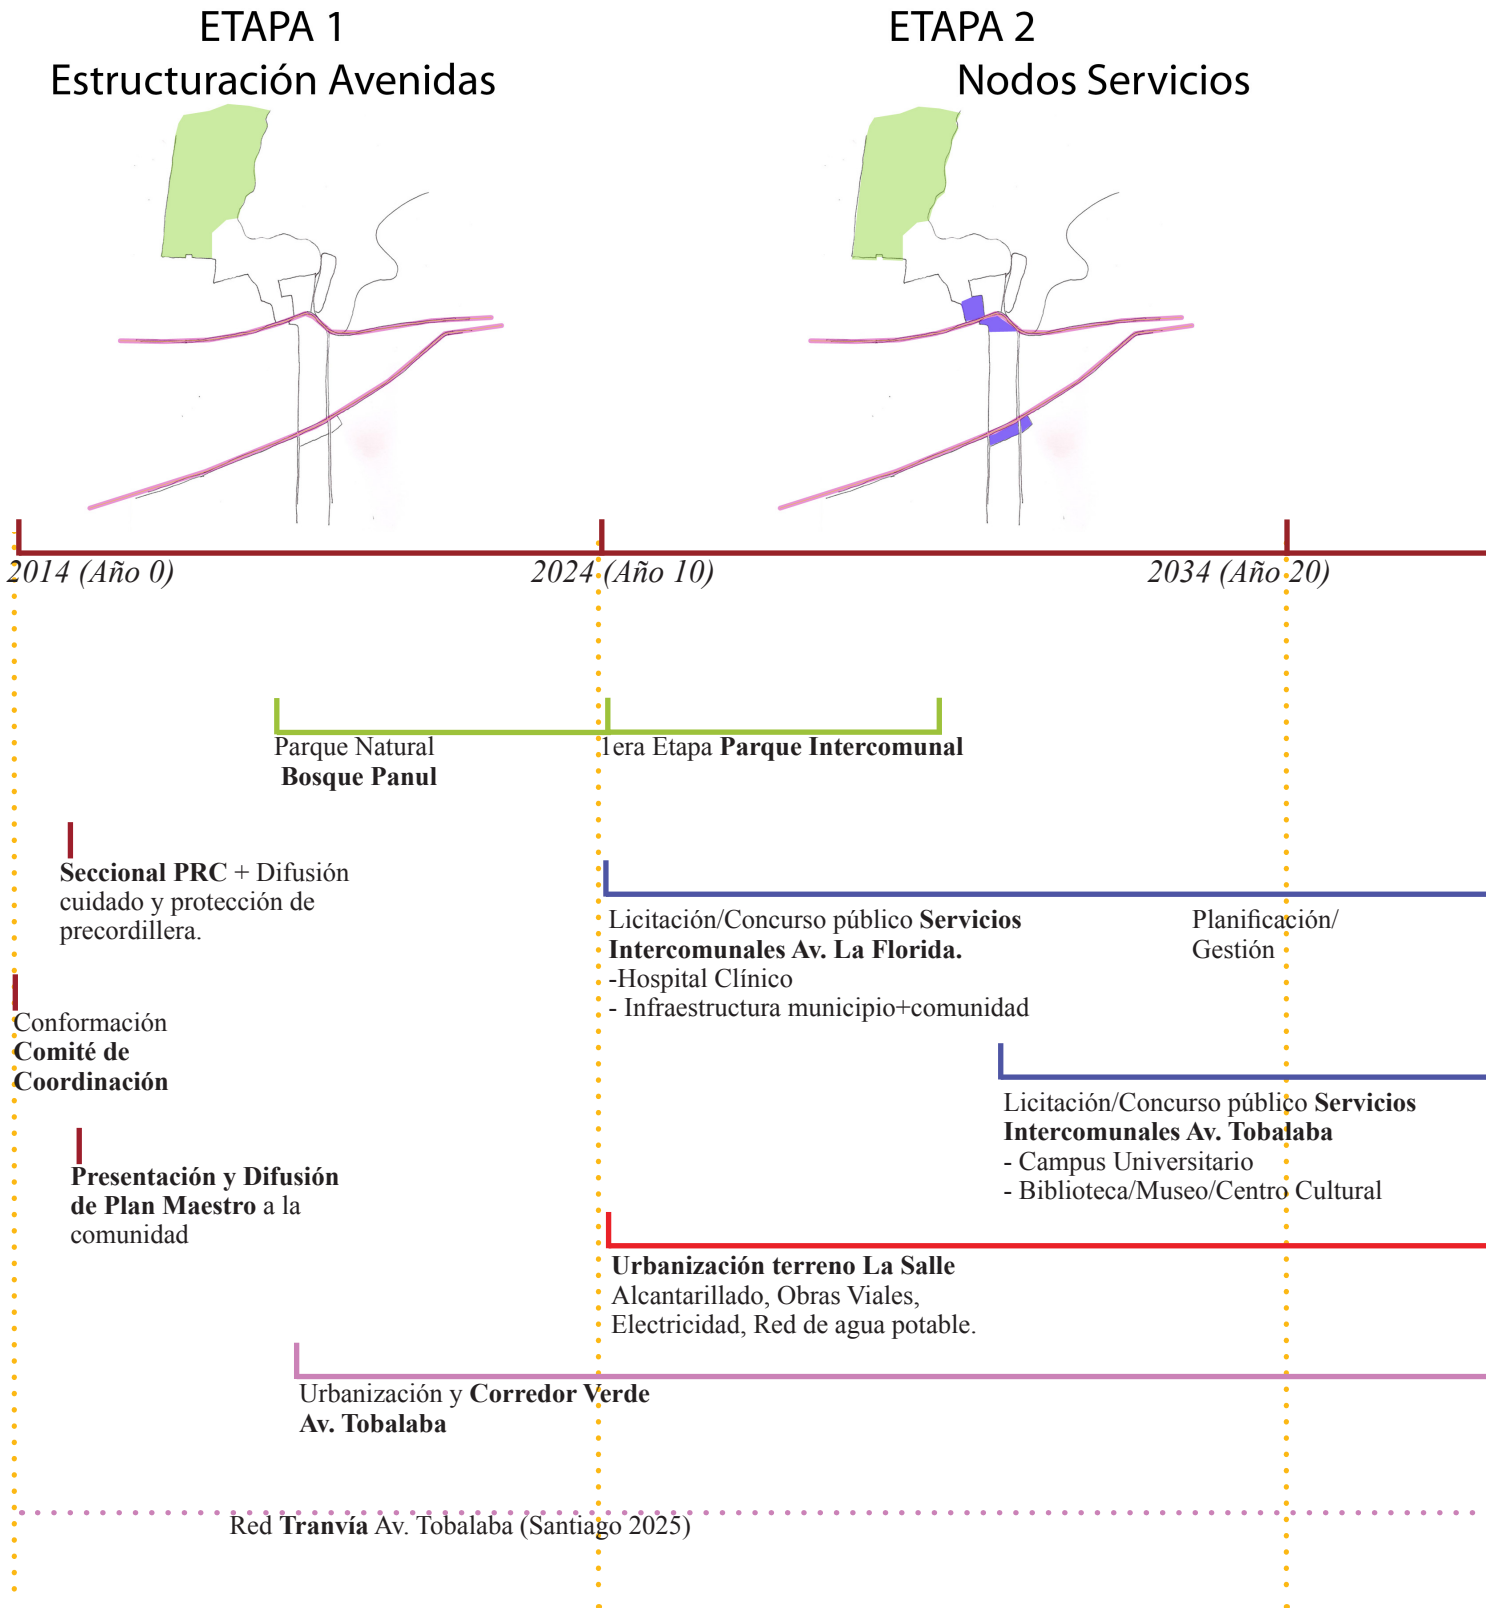 ETAPA 1
Estructuración Avenidas
ETAPA 2
Nodos Servicios
2014 (Año 0)
2024 (Año 10)
2034 (Año 20)
Parque Natural
Bosque Panul
1era Etapa Parque Intercomunal
Seccional PRC + Difusión
cuidado y protección de
precordillera.
Licitación/Concurso público Servicios
Intercomunales Av. La Florida.
-Hospital Clínico
- Infraestructura municipio+comunidad
Planificación/
Gestión
Conformación
Comité de
Coordinación
Licitación/Concurso público Servicios
Intercomunales Av. Tobalaba
- Campus Universitario
- Biblioteca/Museo/Centro Cultural
Presentación y Difusión
de Plan Maestro a la
comunidad
Urbanización terreno La Salle
Alcantarillado, Obras Viales,
Electricidad, Red de agua potable.
Urbanización y Corredor Verde
Av. Tobalaba
Red Tranvía Av. Tobalaba (Santiago 2025)